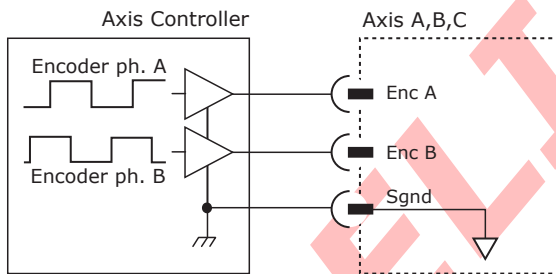 Axis Controller
Axis A,B,C
Encoder ph. A
Enc A
Enc B
Encoder ph. B
Sgnd